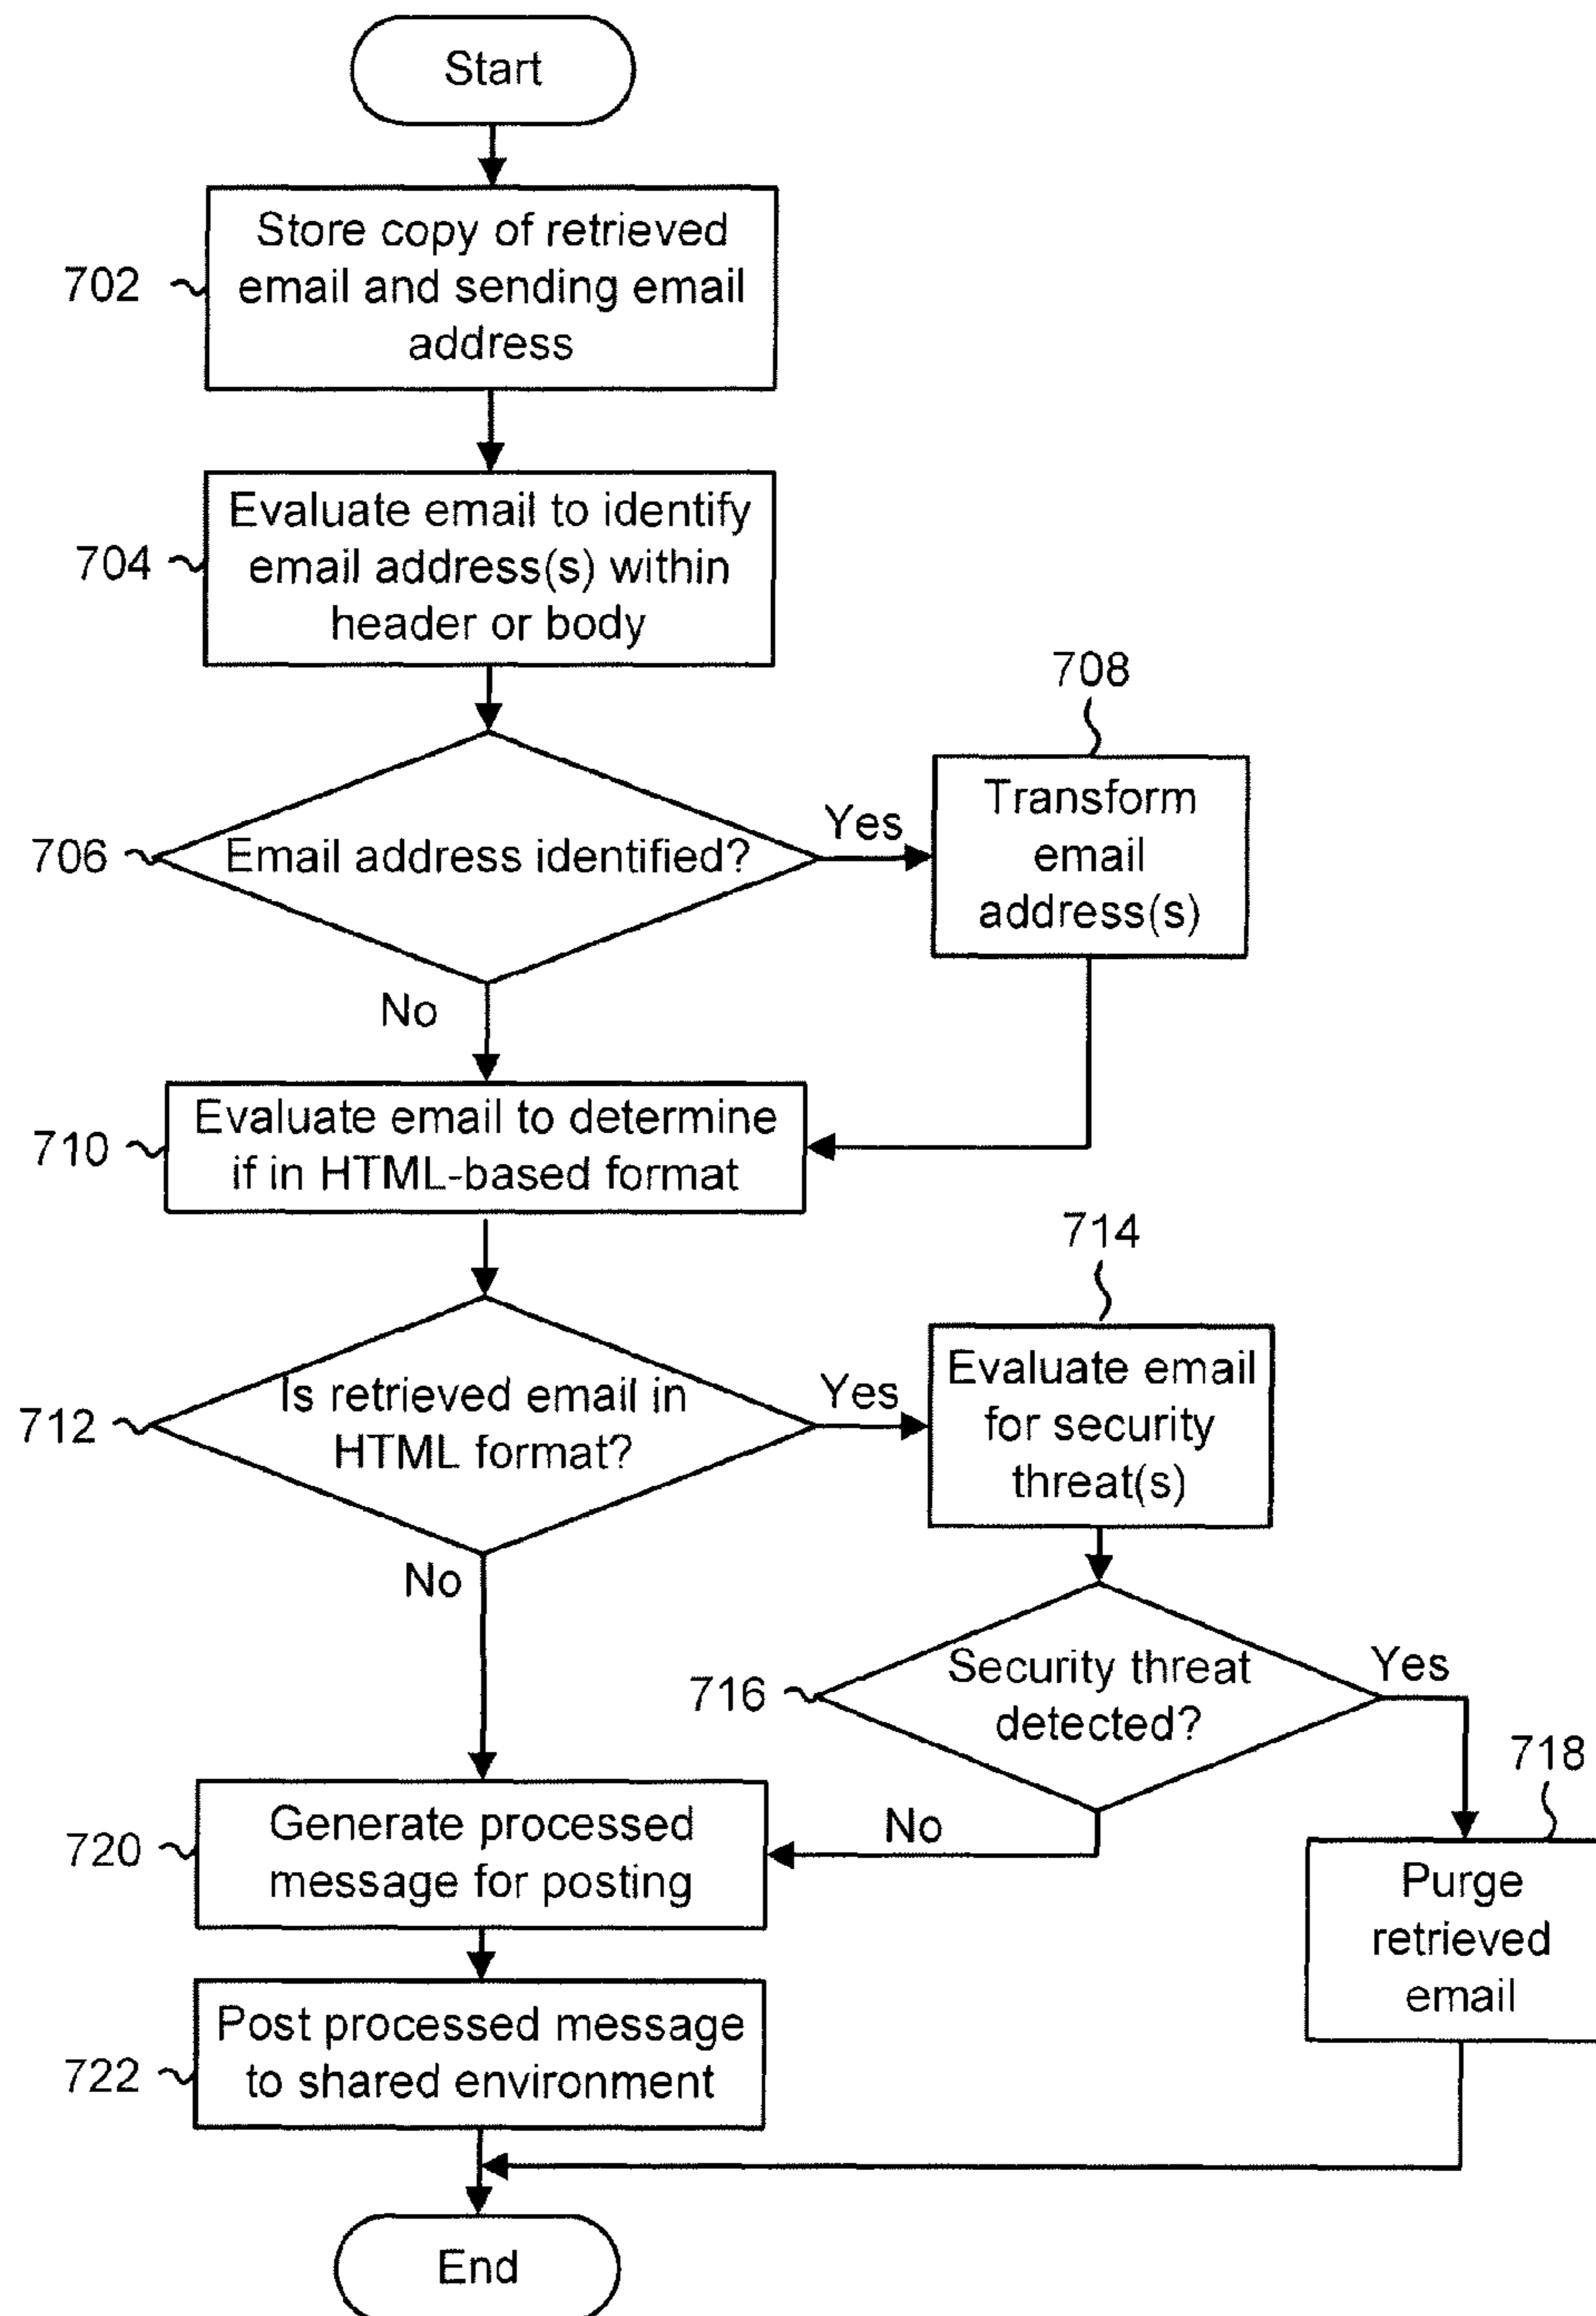 Start
702
Store copy of retrieved
email and sending email
address
704
Evaluate email to identify
email address(s) within
header or body
706
Email address identified?
Yes
708
Transform
email
address(s)
No
710
Evaluate email to determine
if in HTML-based format
712
Is retrieved email in
HTML format?
Yes
714
Evaluate email
for security
threat(s)
No
716
Security threat
detected?
Yes
718
Purge
retrieved
email
No
720
Generate processed
message for posting
722
Post processed message
to shared environment
End